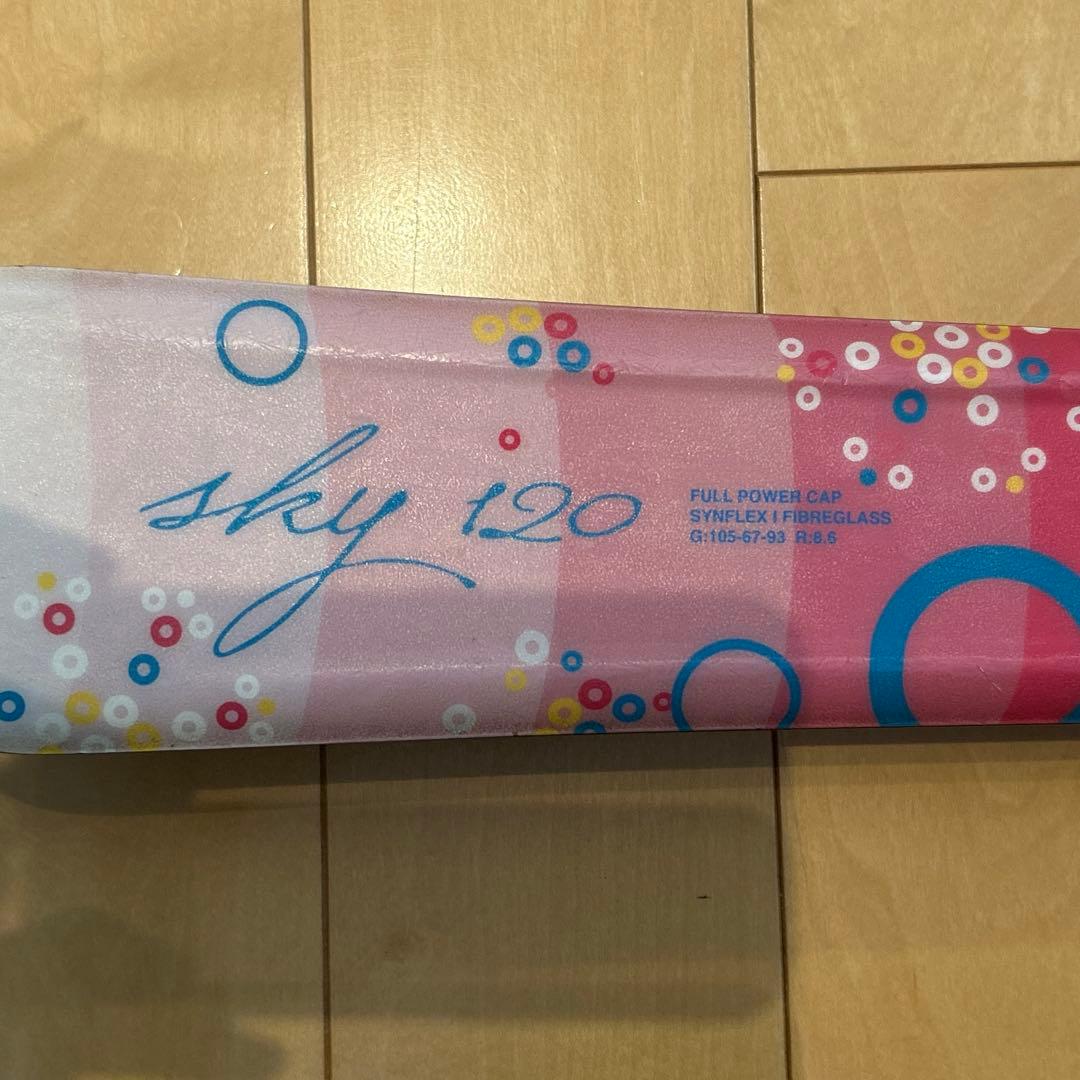 sky 120
FULL POWER CAP
SYNFLEX I FIBREGLASS
G:105-67-93 R:8.6